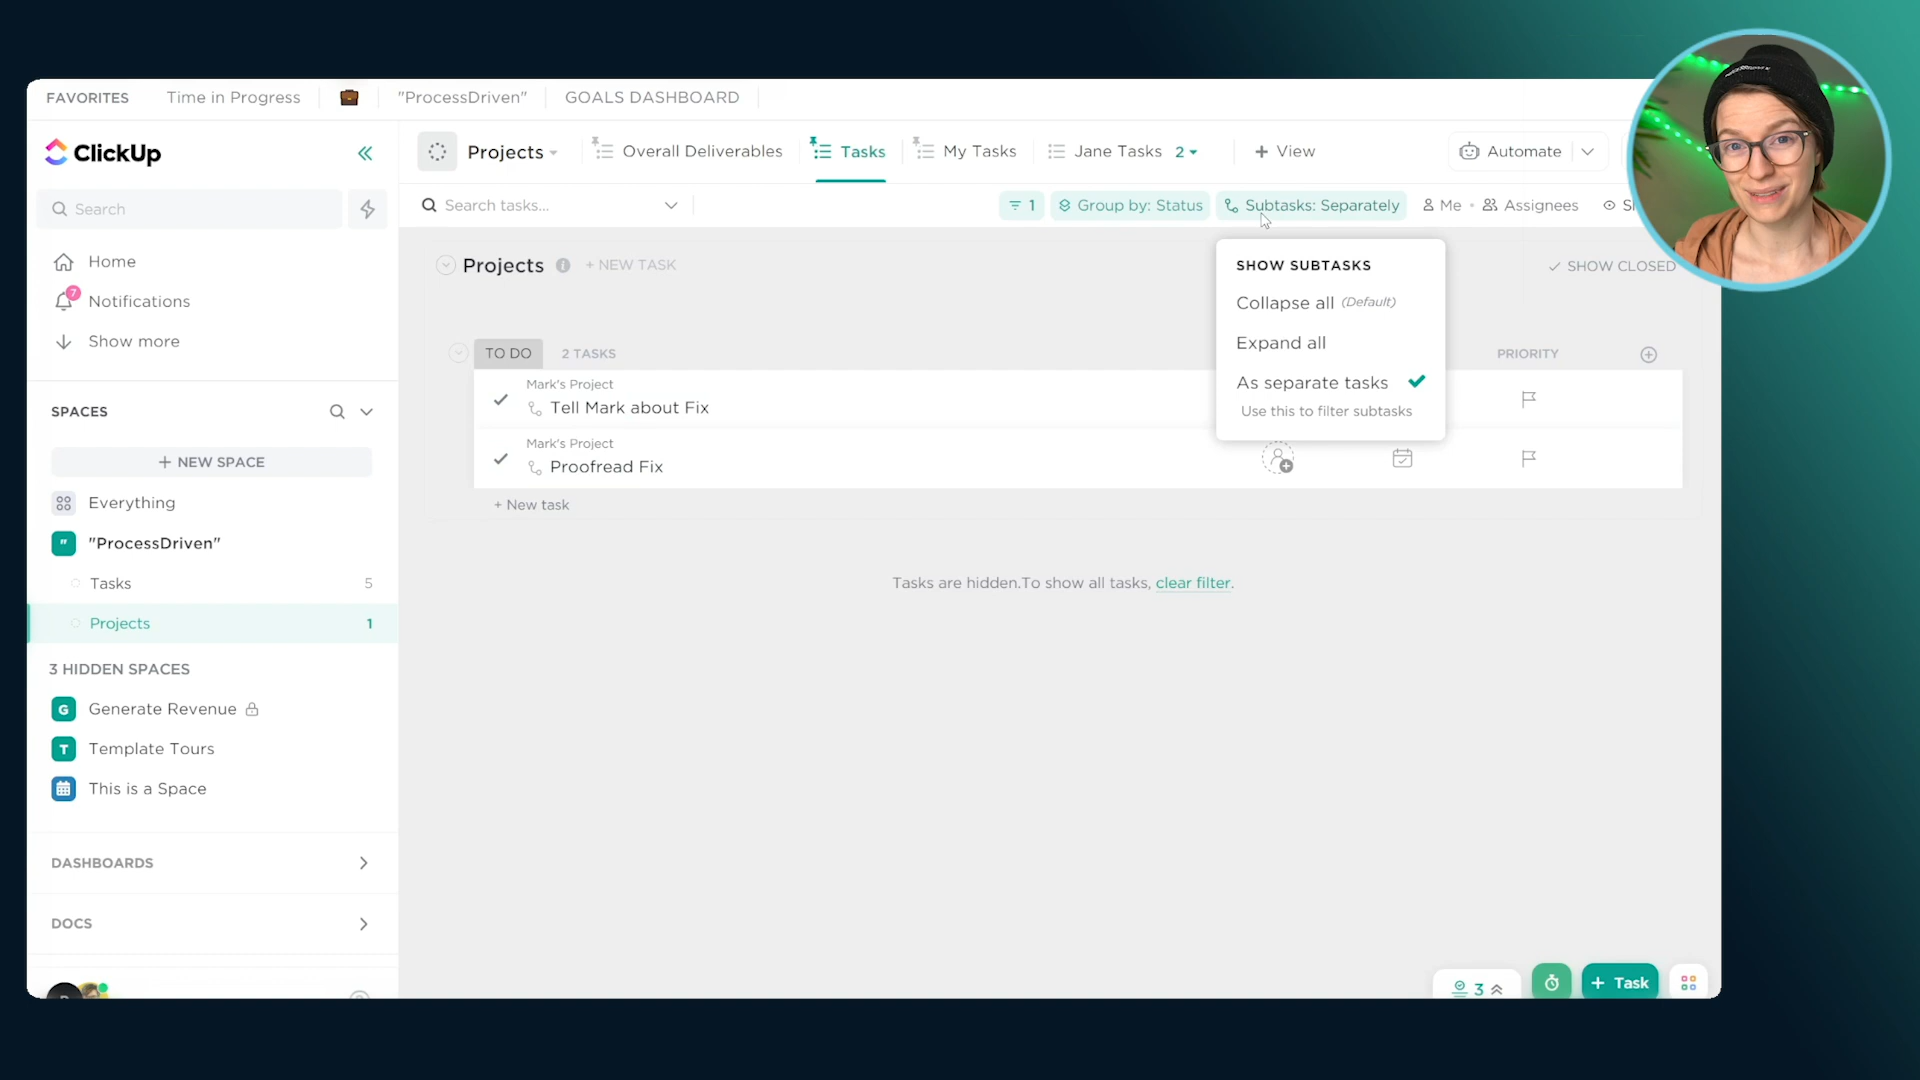 FAVORITES Time in Progress "ProcessDriven" GOALS DASHBOARD
ClickUp
Search
Home
7
Notifications
Show more
SPACES
+ NEW SPACE
Everything
" "ProcessDriven"
Tasks 5
Projects 1
3 HIDDEN SPACES
G Generate Revenue
T Template Tours
This is a Space
DASHBOARDS
DOCS
Projects Overall Deliverables Tasks My Tasks Jane Tasks 2 + View Automate
Search tasks... 1 Group by: Status Subtasks: Separately Me Assignees
Projects + NEW TASK SHOW CLOSED
SHOW SUBTASKS
Collapse all (Default)
Expand all
As separate tasks
Use this to filter subtasks
TO DO 2 TASKS PRIORITY
Mark's Project
Tell Mark about Fix
Mark's Project
Proofread Fix
+ New task
Tasks are hidden.To show all tasks, clear filter.
3 + Task